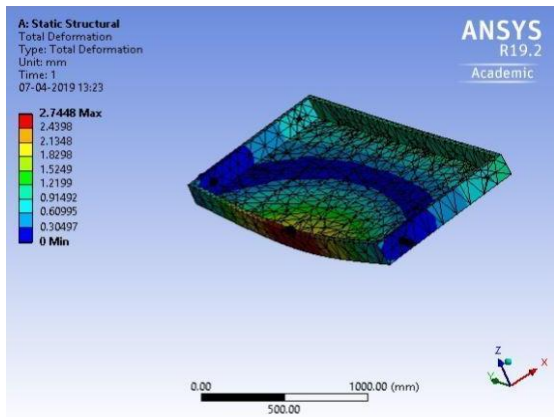 A: Static Structural
Total Deformation
Type: Total Deformation
Unit: mm
Time: 1
07-04-2019 13:23
2.7448 Max
2.4398
2.1348
1.8298
1.5249
1.2199
0.91492
0.60995
0.30497
0 Min
ANSYS
R19.2
Academic
0.00
1000.00 (mm)
500.00
Z
X
Y